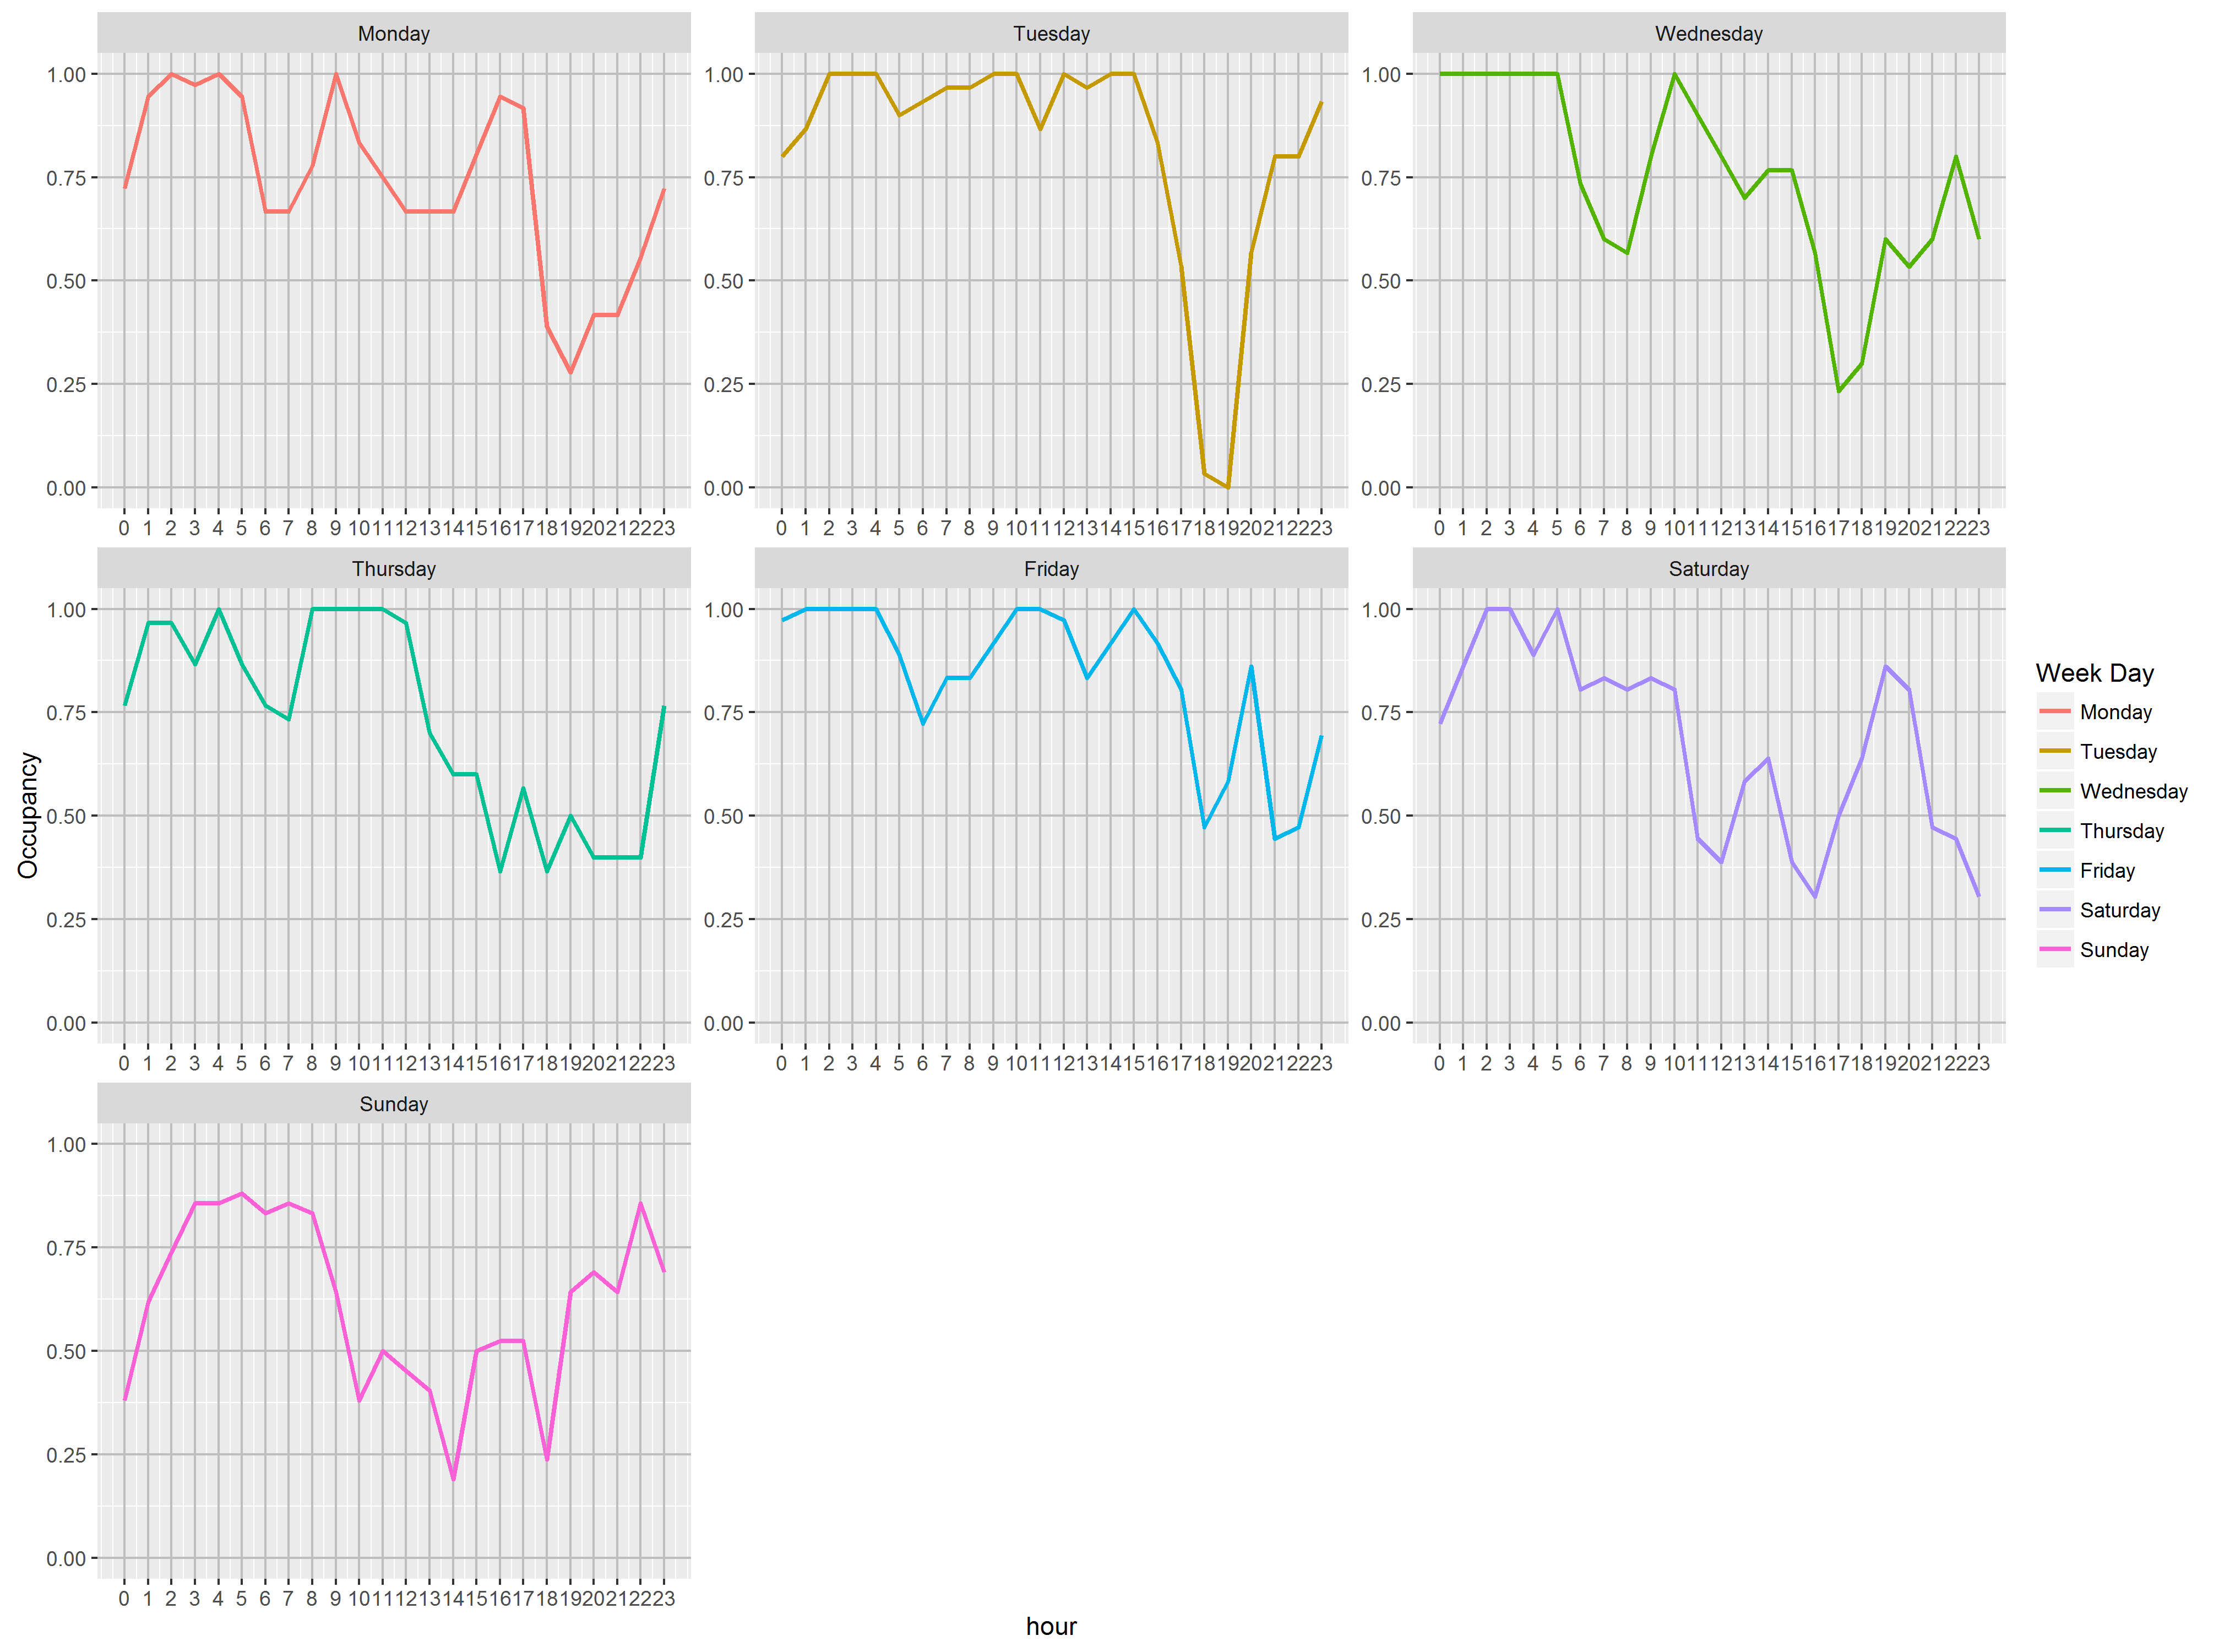 Monday Tuesday Wednesday
1.00 1.00 1.00
0.75 0.75 0.75
0.50 0.50 0.50
0.25 0.25 0.25
0.00 0.00 0.00
0 1 2 3 4 5 6 7 8 9 10 11 12 13 14 15 16 17 18 19 20 21 22 23 0 1 2 3 4 5 6 7 8 9 10 11 12 13 14 15 16 17 18 19 20 21 22 23 0 1 2 3 4 5 6 7 8 9 10 11 12 13 14 15 16 17 18 19 20 21 22 23
Thursday Friday Saturday
1.00 1.00 1.00
0.75 0.75 0.75
0.50 0.50 0.50
0.25 0.25 0.25
0.00 0.00 0.00
0 1 2 3 4 5 6 7 8 9 10 11 12 13 14 15 16 17 18 19 20 21 22 23 0 1 2 3 4 5 6 7 8 9 10 11 12 13 14 15 16 17 18 19 20 21 22 23 0 1 2 3 4 5 6 7 8 9 10 11 12 13 14 15 16 17 18 19 20 21 22 23
Sunday
1.00
0.75
0.50
0.25
0.00
0 1 2 3 4 5 6 7 8 9 10 11 12 13 14 15 16 17 18 19 20 21 22 23
Occupancy
hour
Week Day
Monday
Tuesday
Wednesday
Thursday
Friday
Saturday
Sunday